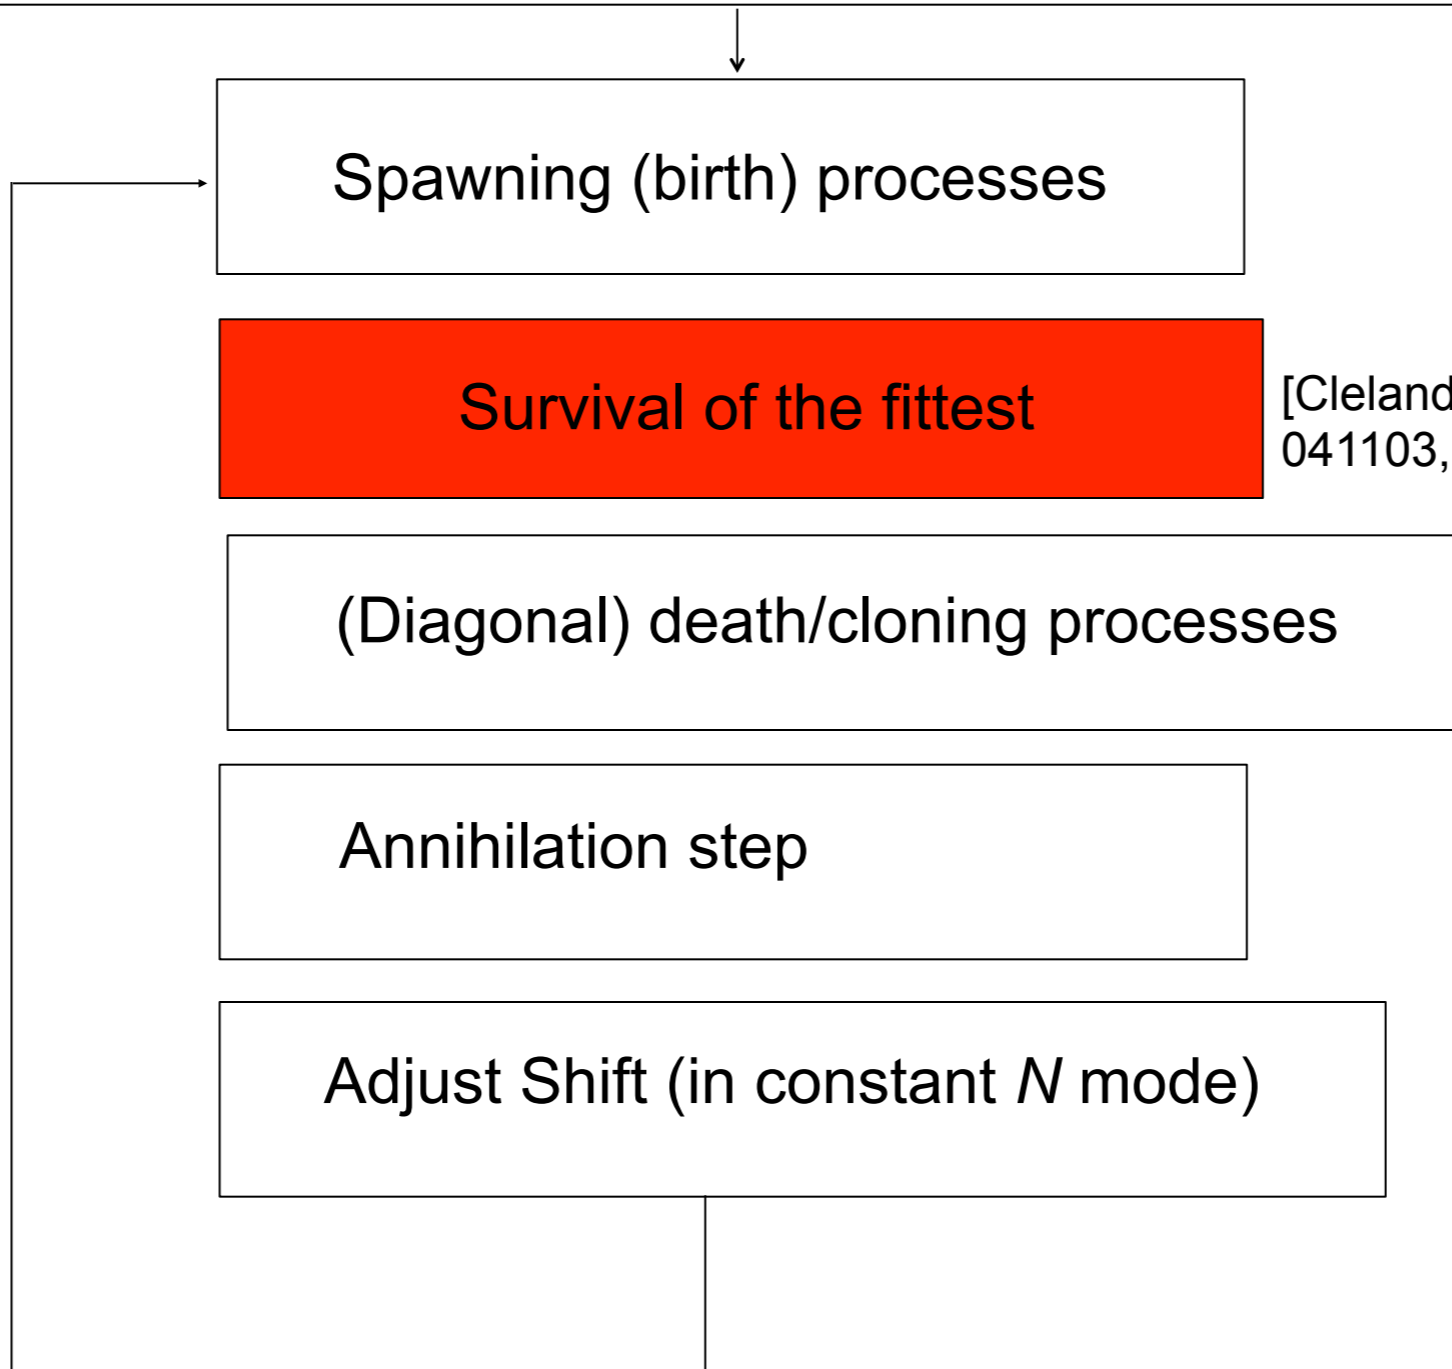 Spawning (birth) processes
Survival of the fittest
[Cleland
041103,
(Diagonal) death/cloning processes
Annihilation step
Adjust Shift (in constant N mode)